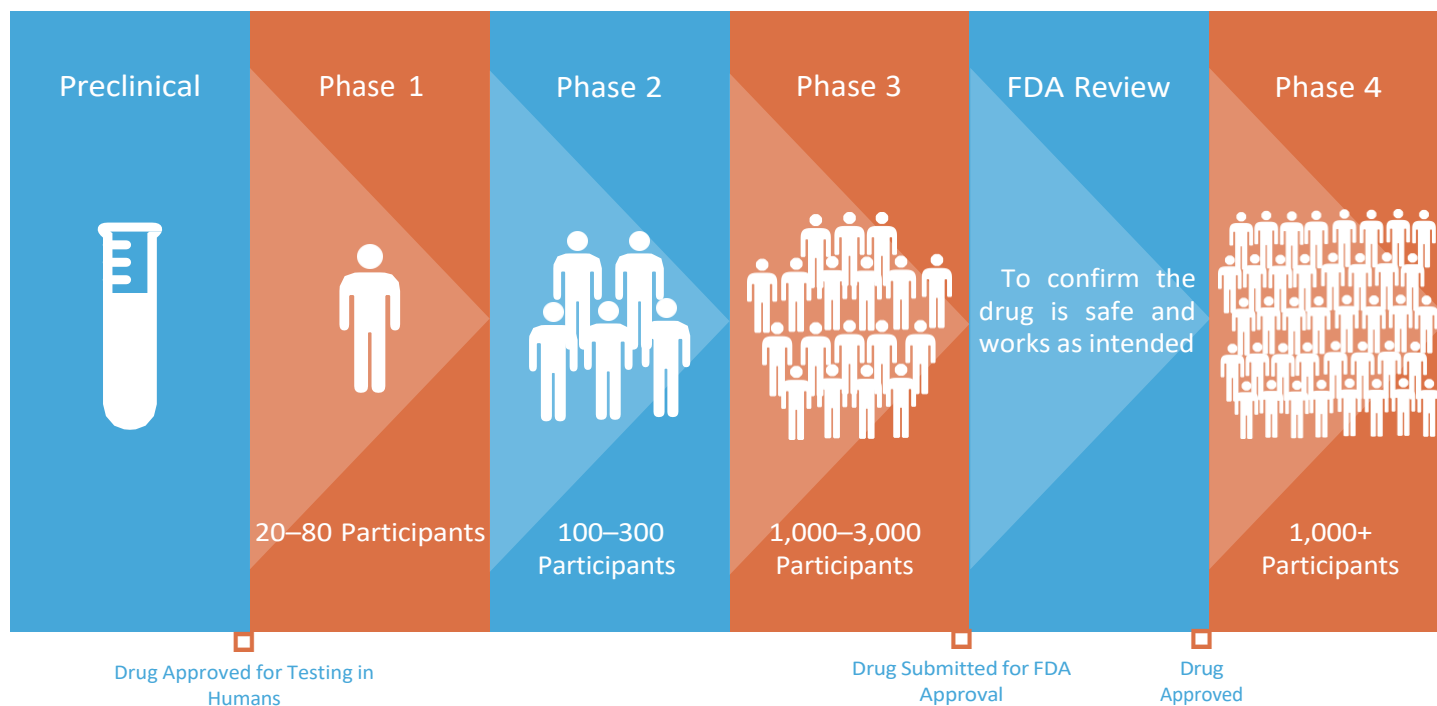 Preclinical
Phase 1
Phase 2
Phase 3
FDA Review
Phase 4
To confirm the
drug is safe and
works as intended
20–80 Participants
100–300
Participants
1,000–3,000
Participants
1,000+
Participants
Drug Approved for Testing in
Humans
Drug Submitted for FDA
Approval
Drug
Approved